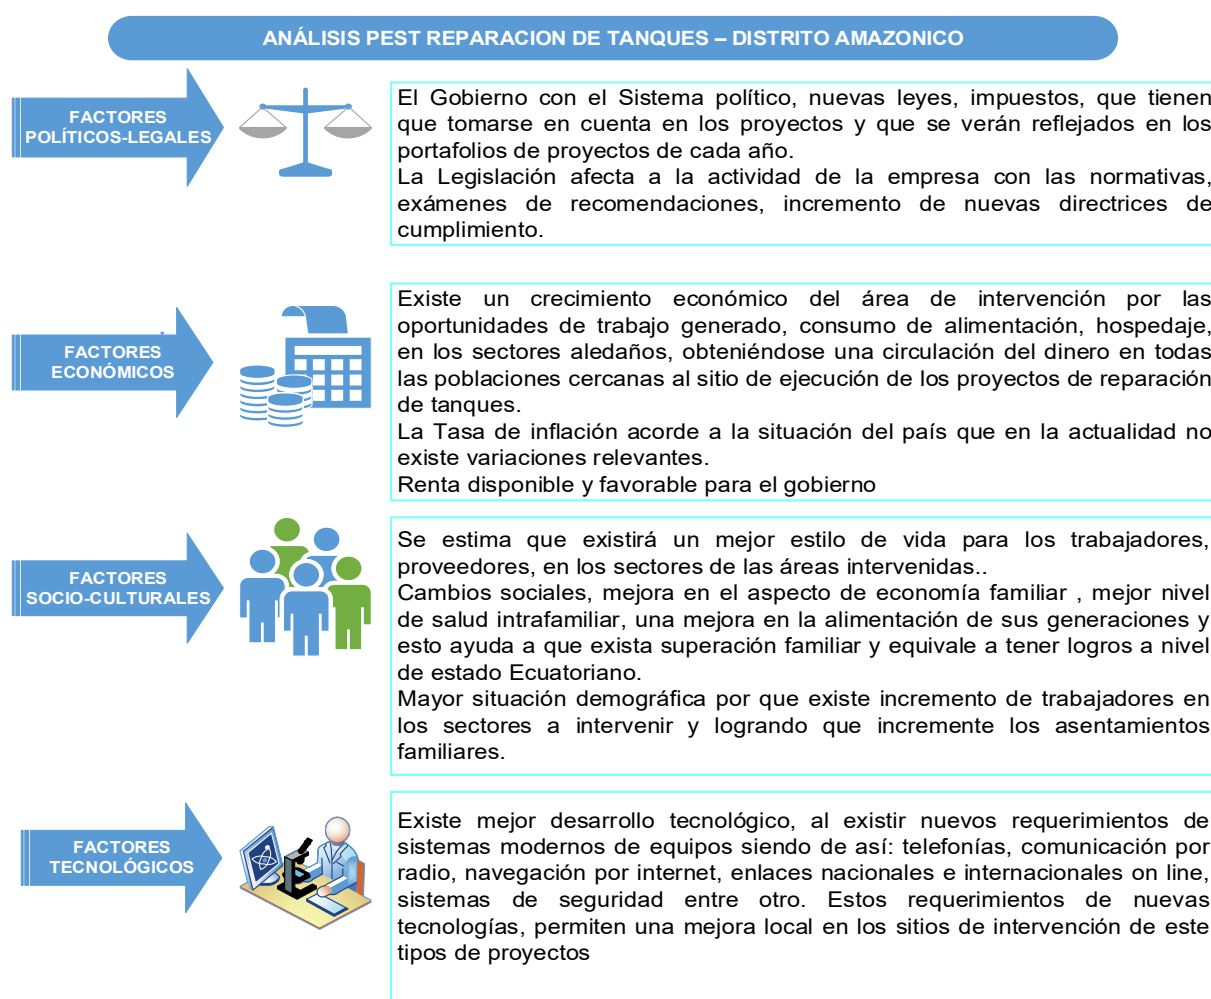 ANÁLISIS PEST REPARACION DE TANQUES – DISTRITO AMAZONICO
FACTORES
POLÍTICOS-LEGALES
El Gobierno con el Sistema político, nuevas leyes, impuestos, que tienen
que tomarse en cuenta en los proyectos y que se verán reflejados en los
portafolios de proyectos de cada año.
La Legislación afecta a la actividad de la empresa con las normativas,
exámenes de recomendaciones, incremento de nuevas directrices de
cumplimiento.
FACTORES
ECONÓMICOS
Existe un crecimiento económico del área de intervención por las
oportunidades de trabajo generado, consumo de alimentación, hospedaje,
en los sectores aledaños, obteniéndose una circulación del dinero en todas
las poblaciones cercanas al sitio de ejecución de los proyectos de reparación
de tanques.
La Tasa de inflación acorde a la situación del país que en la actualidad no
existe variaciones relevantes.
Renta disponible y favorable para el gobierno
FACTORES
SOCIO-CULTURALES
Se estima que existirá un mejor estilo de vida para los trabajadores,
proveedores, en los sectores de las áreas intervenidas..
Cambios sociales, mejora en el aspecto de economía familiar , mejor nivel
de salud intrafamiliar, una mejora en la alimentación de sus generaciones y
esto ayuda a que exista superación familiar y equivale a tener logros a nivel
de estado Ecuatoriano.
Mayor situación demográfica por que existe incremento de trabajadores en
los sectores a intervenir y logrando que incremente los asentamientos
familiares.
FACTORES
TECNOLÓGICOS
Existe mejor desarrollo tecnológico, al existir nuevos requerimientos de
sistemas modernos de equipos siendo de así: telefonías, comunicación por
radio, navegación por internet, enlaces nacionales e internacionales on line,
sistemas de seguridad entre otro. Estos requerimientos de nuevas
tecnologías, permiten una mejora local en los sitios de intervención de este
tipos de proyectos